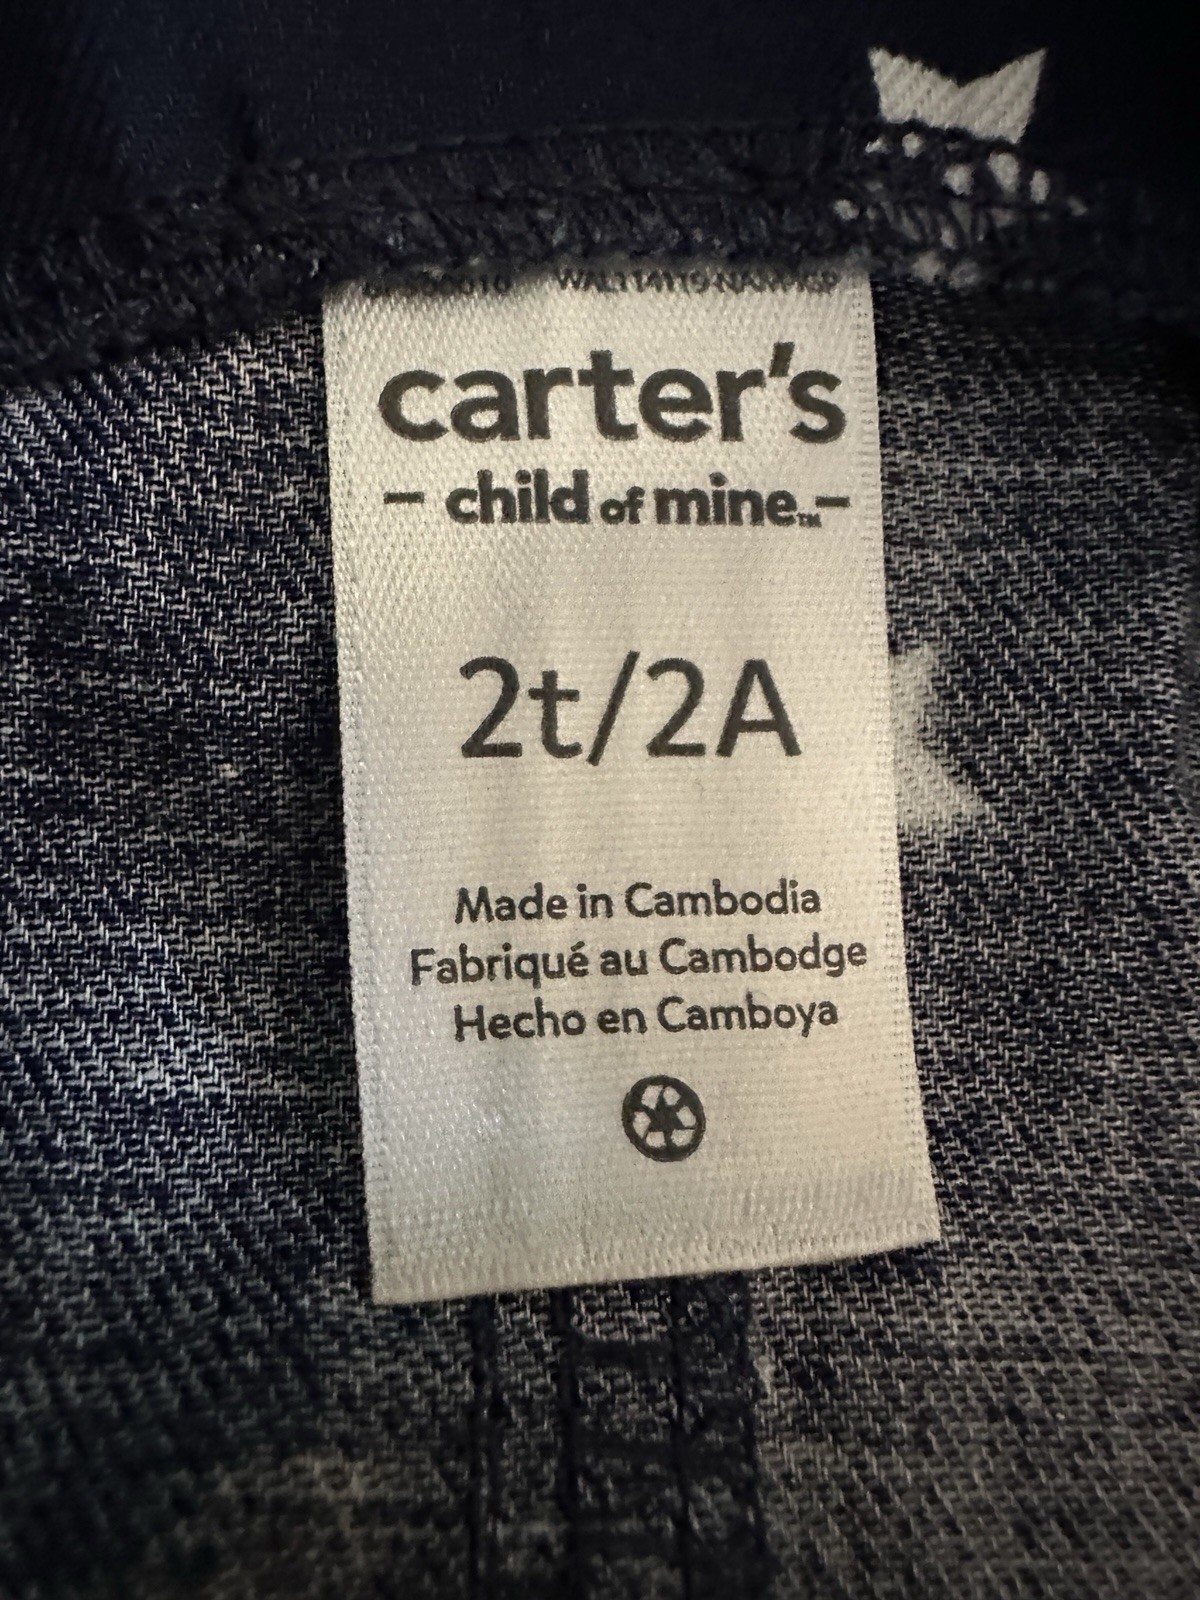 carter's
- child of mine™ -
2t/2A
Made in Cambodia
Fabriqué au Cambodge
Hecho en Camboya